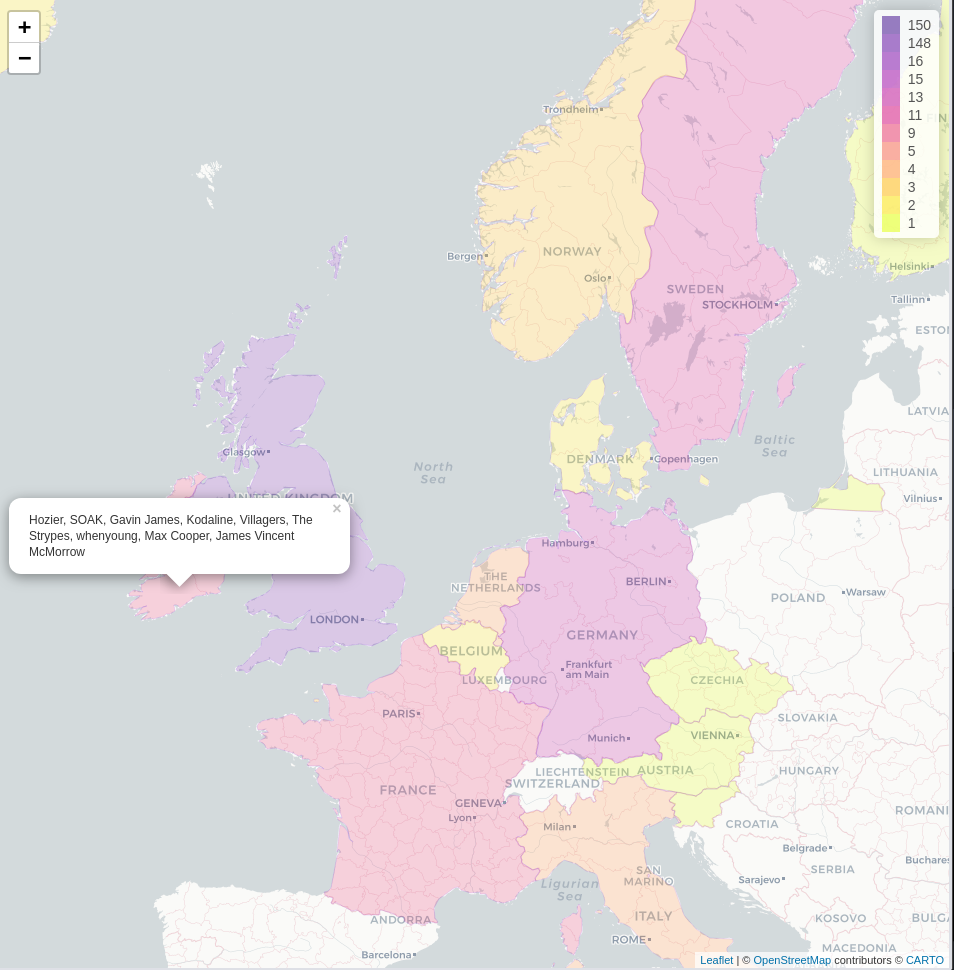 +
−
150
148
16
15
13
11
9
5
4
3
2
1
FIN
Trondheim
NORWAY
Bergen
Oslo
SWEDEN
STOCKHOLM
Helsinki
Tallinn
ESTON
LATVIA
Baltic
Sea
North
Sea
Glasgow
DENMARK
Copenhagen
LITHUANIA
Vilnius
UNITED KINGDOM
×
Hozier, SOAK, Gavin James, Kodaline, Villagers, The
Strypes, whenyoung, Max Cooper, James Vincent
McMorrow
Hamburg
THE
NETHERLANDS
BERLIN
POLAND
Warsaw
LONDON
GERMANY
BELGIUM
Frankfurt
am Main
LUXEMBOURG
CZECHIA
PARIS
SLOVAKIA
Munich
VIENNA
LIECHTENSTEIN
AUSTRIA
HUNGARY
SWITZERLAND
FRANCE
GENEVA
Lyon
Milan
CROATIA
ROMANI
Belgrade
Buchares
SAN
MARINO
SERBIA
Sarajevo
Ligurian
Sea
ANDORRA
ITALY
KOSOVO
BULGA
ROME
MACEDONIA
Barcelona
Leaflet | © OpenStreetMap contributors © CARTO